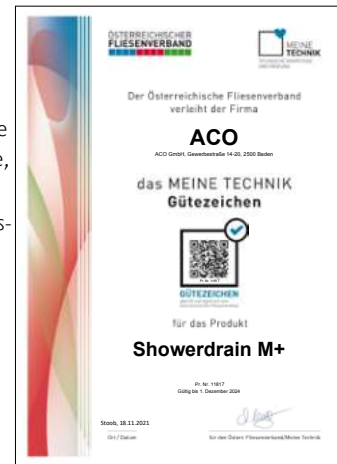 e
e,
s-
ÖSTERREICHISCHER
FLIESENVERBAND
MEINE
TECHNIK
Der Österreichische Fliesenverband
verleiht der Firma
ACO
ACO GmbH, Gewerbestraße 14-20, 2500 Baden
das MEINE TECHNIK
Gütezeichen
GÜTEZEICHEN
für das Produkt
Showerdrain M+
Pr. Nr. 11817
Gültig bis 1. Dezember 2024
Stoob, 18.11.2021
Ort / Datum
für den Österr. Fliesenverband/Meine Technik